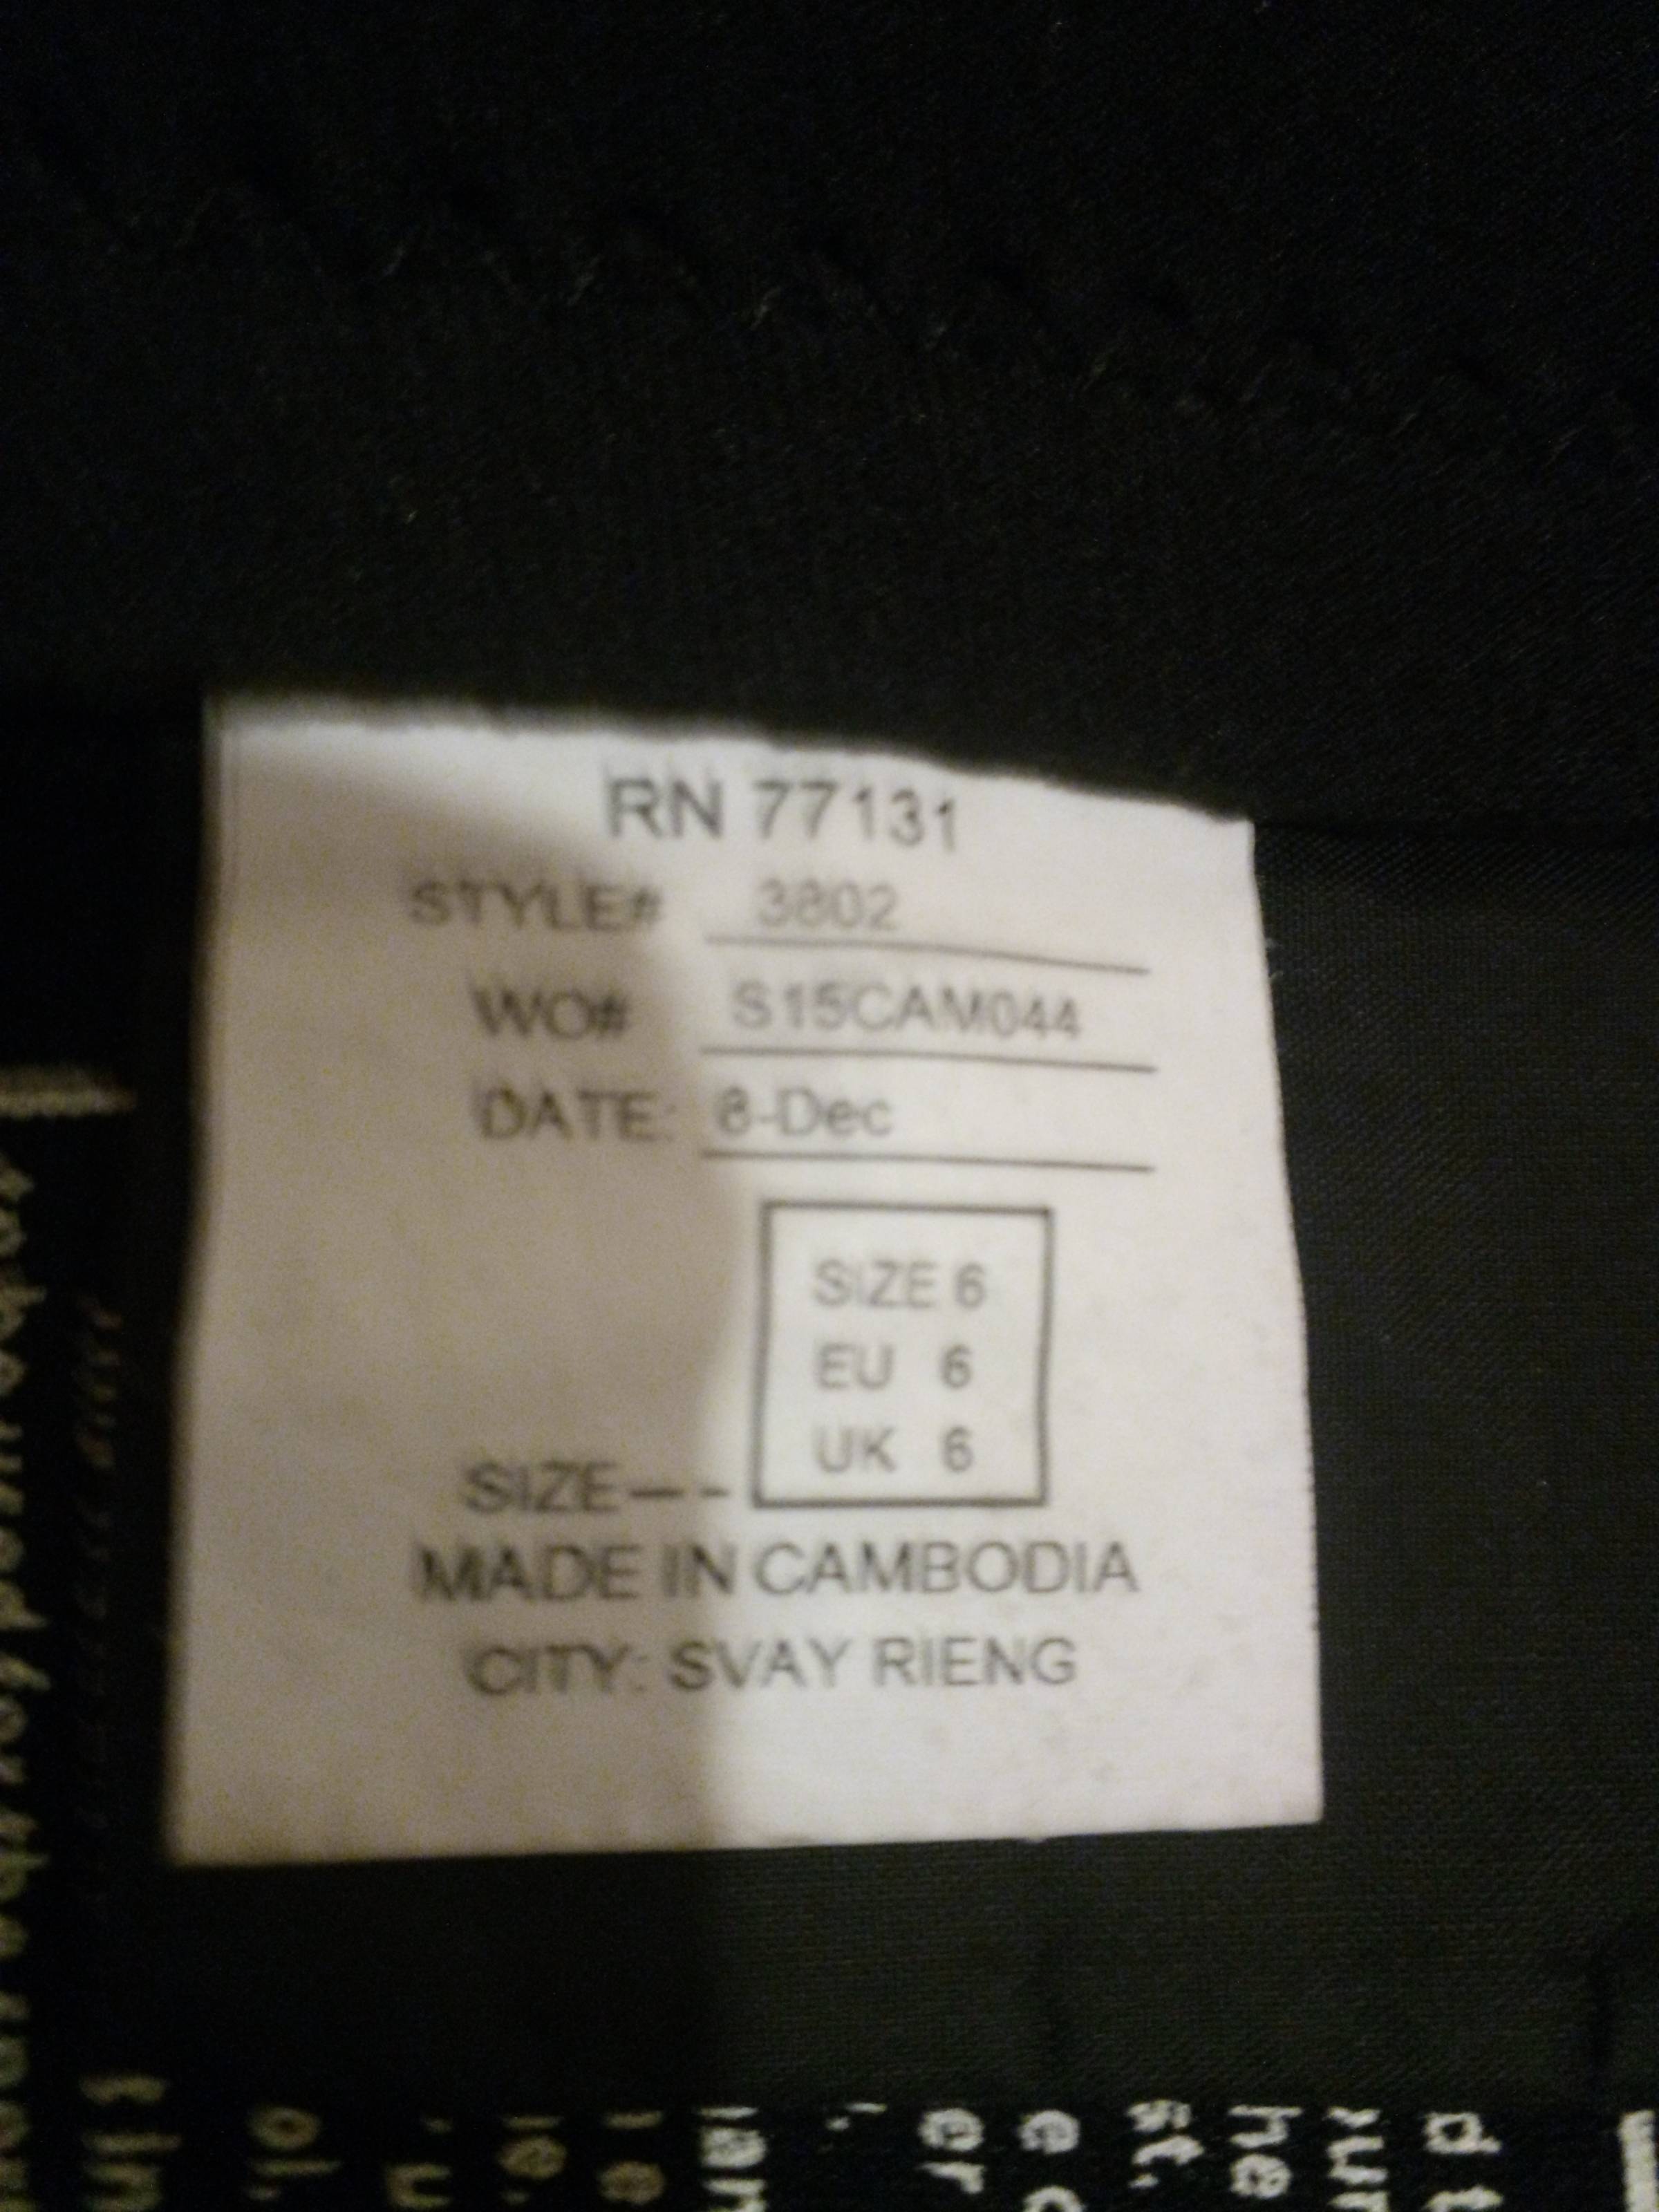 RN 77131
STYLE# 3802
WO# S15CAM044
DATE: 8-Dec
SIZE 6
EU 6
UK 6
SIZE---
MADE IN CAMBODIA
CITY: SVAY RIENG